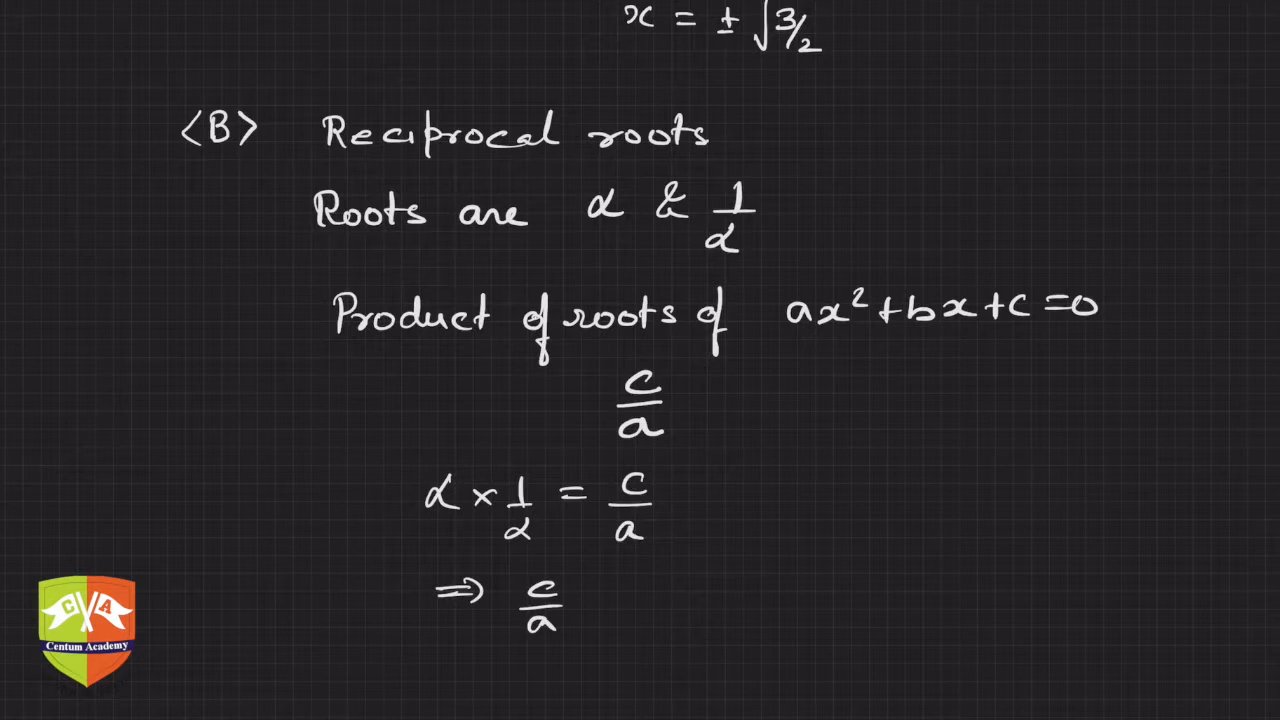 x = ± √3/2
<B> Reciprocal roots
Roots are α & 1/α
Product of roots of ax²+bx+c=0
c/a
α × 1/α = c/a
⇒ c/a
C A
Centum Academy